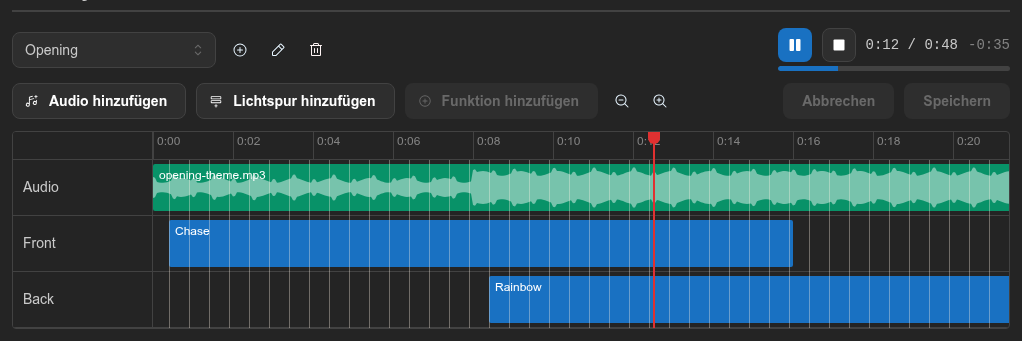 Opening
0:12 / 0:48 -0:35
Audio hinzufügen Lichtspur hinzufügen Funktion hinzufügen Abbrechen Speichern
0:00 0:02 0:04 0:06 0:08 0:10 0:12 0:14 0:16 0:18 0:20
Audio opening-theme.mp3
Front Chase
Back Rainbow